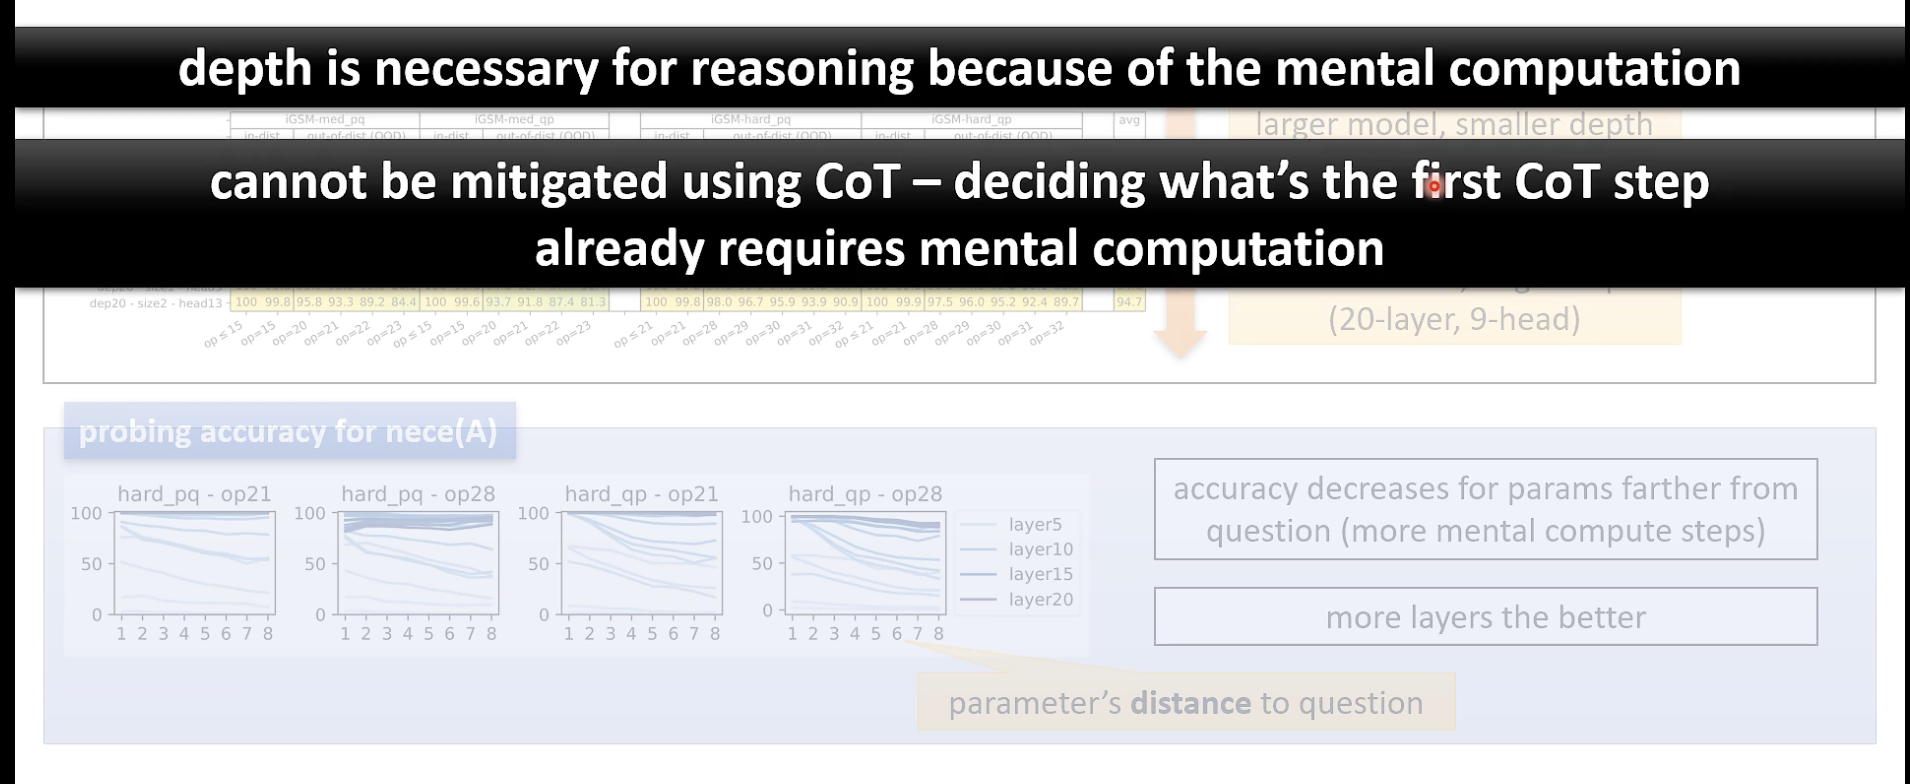 depth is necessary for reasoning because of the mental computation
iGSM-med_pq iGSM-med_qp iGSM-hard_pq iGSM-hard_qp avg
in-dist out-of-dist (OOD) in-dist out-of-dist (OOD) in-dist out-of-dist (OOD) in-dist out-of-dist (OOD)
larger model, smaller depth
cannot be mitigated using CoT – deciding what's the first CoT step
already requires mental computation
dep20 - size2 - head13 100 99.8 95.8 93.3 89.2 84.4 100 99.6 93.7 91.8 87.4 81.3 100 99.8 98.0 96.7 95.9 93.9 90.9 100 99.9 97.5 96.0 95.2 92.4 89.7 94.7
op≤15 op=15 op=20 op=21 op=22 op=23 op≤15 op=15 op=20 op=21 op=22 op=23 op≤21 op=21 op=28 op=29 op=30 op=31 op=32 op≤21 op=21 op=28 op=29 op=30 op=31 op=32
(20-layer, 9-head)
probing accuracy for nece(A)
hard_pq - op21 hard_pq - op28 hard_qp - op21 hard_qp - op28
100 100 100 100
50 50 50 50
0 0 0 0
1 2 3 4 5 6 7 8 1 2 3 4 5 6 7 8 1 2 3 4 5 6 7 8 1 2 3 4 5 6 7 8
layer5
layer10
layer15
layer20
accuracy decreases for params farther from
question (more mental compute steps)
more layers the better
parameter's distance to question